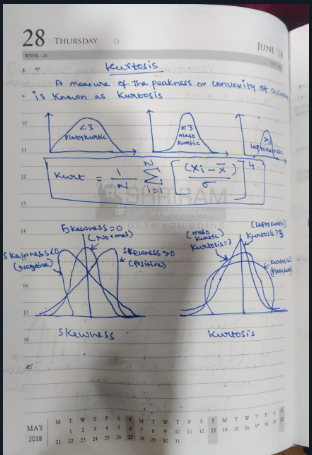 28 THURSDAY
JUNE '18
WEEK - 26
Kurtosis
A measure of the peakness or convexity of a curve
is known as Kurtosis
<3
Platykurtic
=3
meso
kurtic
>3
Leptokurtic
Kurt = 1/N N Σ i=1 [ (Xi - X̄) / σ ] 4
Skewness=0
(Normal)
Skewness<0
(Negative)
Skewness>0
(Positive)
(Leptokurtic)
Kurtosis>3
(meso
kurtic)
Kurtosis=3
Skewness
Kurtosis
MAY
2018
M T W T F S S M T W T F S S M T W T F S S